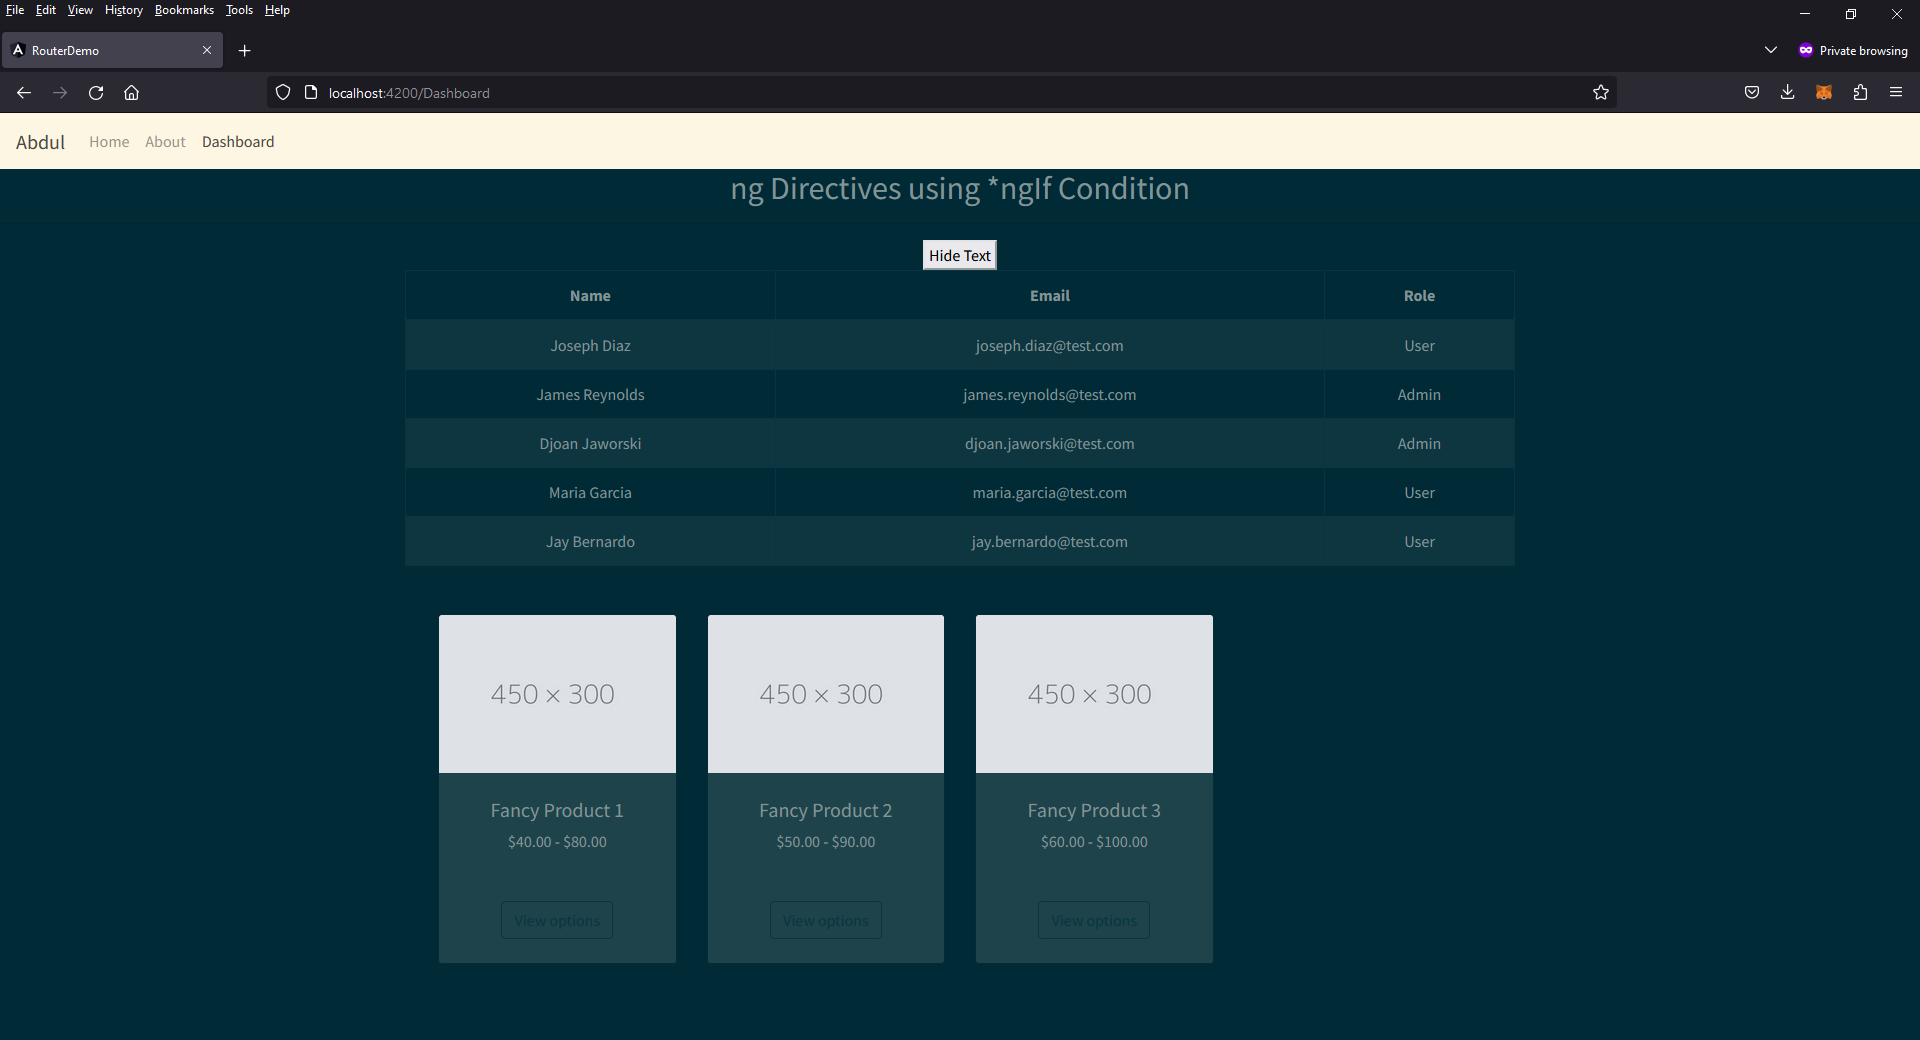 File Edit View History Bookmarks Tools Help
RouterDemo
Private browsing
localhost:4200/Dashboard
Abdul Home About Dashboard
ng Directives using *ngIf Condition
Hide Text
Name Email Role
Joseph Diaz joseph.diaz@test.com User
James Reynolds james.reynolds@test.com Admin
Djoan Jaworski djoan.jaworski@test.com Admin
Maria Garcia maria.garcia@test.com User
Jay Bernardo jay.bernardo@test.com User
450 × 300 450 × 300 450 × 300
Fancy Product 1 Fancy Product 2 Fancy Product 3
$40.00 - $80.00 $50.00 - $90.00 $60.00 - $100.00
View options View options View options